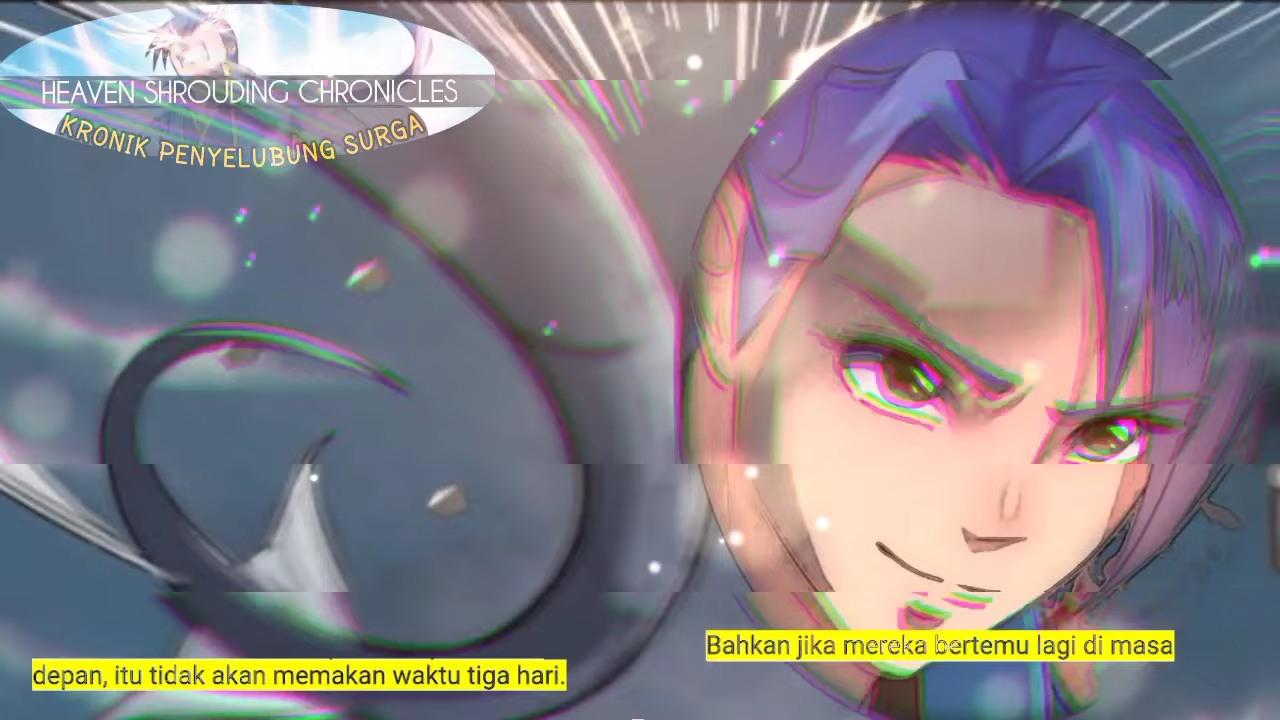 HEAVEN SHROUDING CHRONICLES
KRONIK PENYELUBUNG SURGA
Bahkan jika mereka bertemu lagi di masa
depan, itu tidak akan memakan waktu tiga hari.